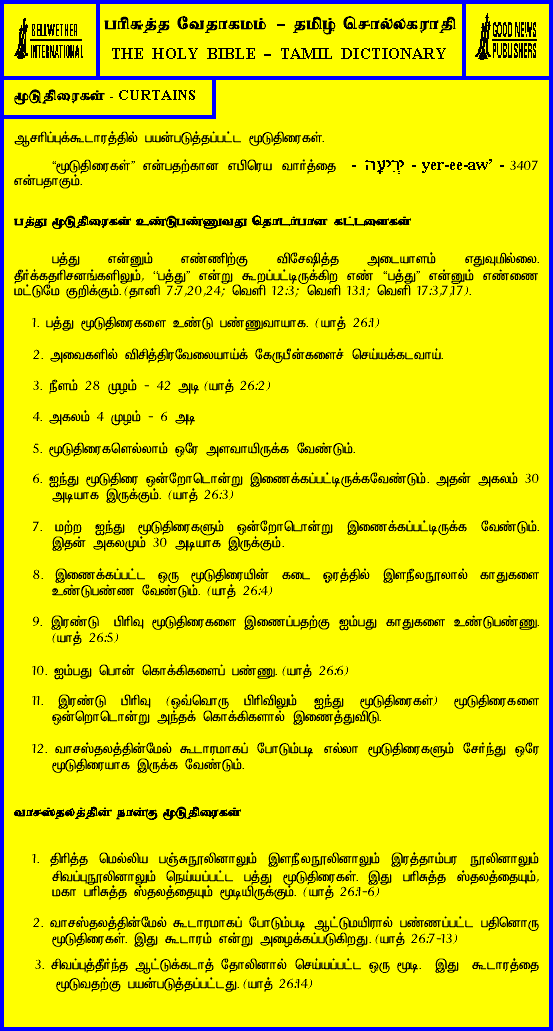 BELLWETHER
INTERNATIONAL
பரிசுத்த வேதாகமம் – தமிழ் சொல்லகராதி
THE HOLY BIBLE – TAMIL DICTIONARY
GOOD NEWS
PUBLISHERS
மூடுதிரைகள் - CURTAINS
ஆசரிப்புக்கூடாரத்தில் பயன்படுத்தப்பட்ட மூடுதிரைகள்.
“மூடுதிரைகள்” என்பதற்கான எபிரெய வார்த்தை - יְרִיעָה - yer-ee-aw’ - 3407
என்பதாகும்.
பத்து மூடுதிரைகள் உண்டுபண்ணுவது தொடர்பான கட்டளைகள்
பத்து என்னும் எண்ணிற்கு விசேஷித்த அடையாளம் எதுவுமில்லை.
தீர்க்கதரிசனங்களிலும், “பத்து” என்று கூறப்பட்டிருக்கிற எண் “பத்து” என்னும் எண்ணை
மட்டுமே குறிக்கும். (தானி 7:7,20,24; வெளி 12:3; வெளி 13:1; வெளி 17:3,7,17).
1. பத்து மூடுதிரைகளை உண்டு பண்ணுவாயாக. (யாத் 26:1)
2. அவைகளில் விசித்திரவேலையாய்க் கேருபீன்களைச் செய்யக்கடவாய்.
3. நீளம் 28 முழம் - 42 அடி (யாத் 26:2)
4. அகலம் 4 முழம் - 6 அடி
5. மூடுதிரைகளெல்லாம் ஒரே அளவாயிருக்க வேண்டும்.
6. ஐந்து மூடுதிரை ஒன்றோடொன்று இணைக்கப்பட்டிருக்கவேண்டும். அதன் அகலம் 30
அடியாக இருக்கும். (யாத் 26:3)
7. மற்ற ஐந்து மூடுதிரைகளும் ஒன்றோடொன்று இணைக்கப்பட்டிருக்க வேண்டும்.
இதன் அகலமும் 30 அடியாக இருக்கும்.
8. இணைக்கப்பட்ட ஒரு மூடுதிரையின் கடை ஓரத்தில் இளநீலநூலால் காதுகளை
உண்டுபண்ண வேண்டும். (யாத் 26:4)
9. இரண்டு பிரிவு மூடுதிரைகளை இணைப்பதற்கு ஐம்பது காதுகளை உண்டுபண்ணு.
(யாத் 26:5)
10. ஐம்பது பொன் கொக்கிகளைப் பண்ணு. (யாத் 26:6)
11. இரண்டு பிரிவு (ஒவ்வொரு பிரிவிலும் ஐந்து மூடுதிரைகள்) மூடுதிரைகளை
ஒன்றொடொன்று அந்தக் கொக்கிகளால் இணைத்துவிடு.
12. வாசஸ்தலத்தின்மேல் கூடாரமாகப் போடும்படி எல்லா மூடுதிரைகளும் சேர்ந்து ஒரே
மூடுதிரையாக இருக்க வேண்டும்.
வாசஸ்தலத்தின் நான்கு மூடுதிரைகள்
1. திரித்த மெல்லிய பஞ்சுநூலினாலும் இளநீலநூலினாலும் இரத்தாம்பர நூலினாலும்
சிவப்புநூலினாலும் நெய்யப்பட்ட பத்து மூடுதிரைகள். இது பரிசுத்த ஸ்தலத்தையும்,
மகா பரிசுத்த ஸ்தலத்தையும் மூடியிருக்கும். (யாத் 26:1-6)
2. வாசஸ்தலத்தின்மேல் கூடாரமாகப் போடும்படி ஆட்டுமயிரால் பண்ணப்பட்ட பதினொரு
மூடுதிரைகள். இது கூடாரம் என்று அழைக்கப்படுகிறது. (யாத் 26:7-13)
3. சிவப்புத்தீர்ந்த ஆட்டுக்கடாத் தோலினால் செய்யப்பட்ட ஒரு மூடி. இது கூடாரத்தை
மூடுவதற்கு பயன்படுத்தப்பட்டது. (யாத் 26:14)